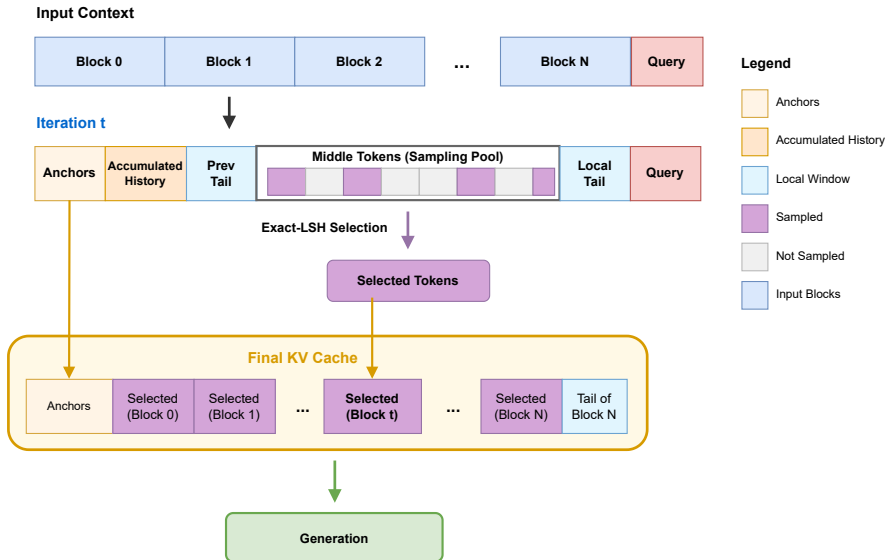 Input Context
Block 0
Block 1
Block 2
...
Block N
Query
Iteration t
Anchors
Accumulated
History
Prev
Tail
Middle Tokens (Sampling Pool)
Local
Tail
Query
Exact-LSH Selection
Selected Tokens
Final KV Cache
Anchors
Selected
(Block 0)
Selected
(Block 1)
...
Selected
(Block t)
...
Selected
(Block N)
Tail of
Block N
Generation
Legend
Anchors
Accumulated History
Local Window
Sampled
Not Sampled
Input Blocks